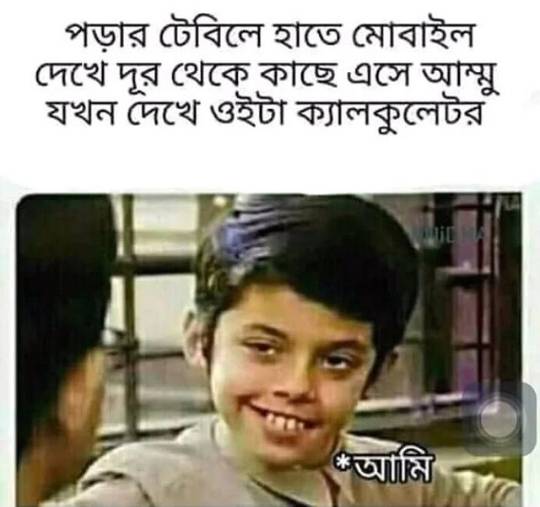 পড়ার টেবিলে হাতে মোবাইল
দেখে দূর থেকে কাছে এসে আম্মু
যখন দেখে ওইটা ক্যালকুলেটর
*আমি